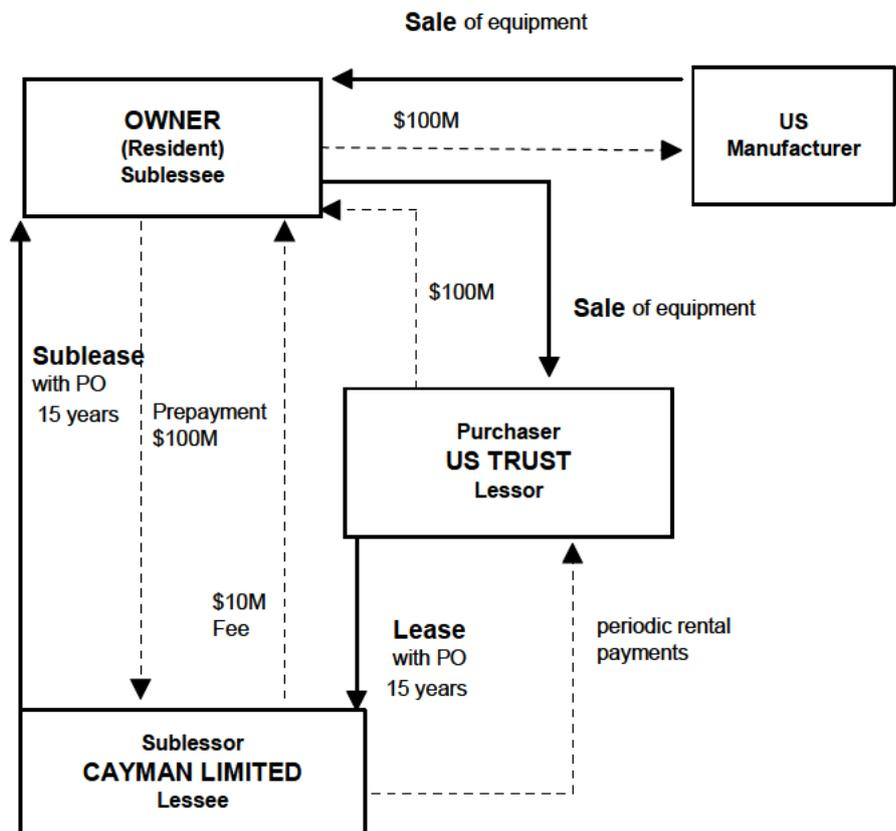 Sale of equipment
OWNER
(Resident)
Sublessee
$100M
US
Manufacturer
$100M
Sale of equipment
Sublease
with PO
15 years
Prepayment
$100M
Purchaser
US TRUST
Lessor
$10M
Fee
Lease
with PO
15 years
periodic rental
payments
Sublessor
CAYMAN LIMITED
Lessee